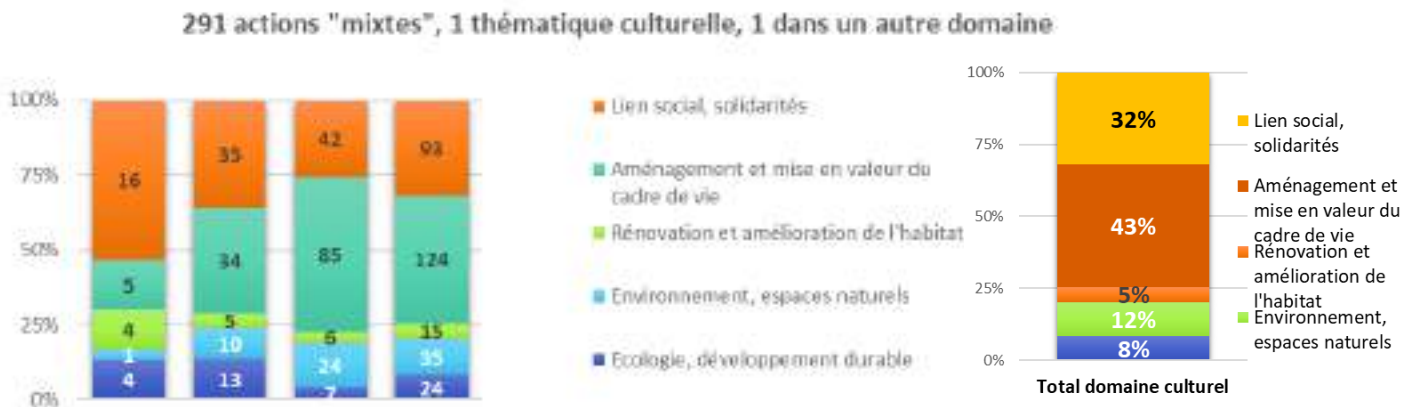 291 actions "mixtes", 1 thématique culturelle, 1 dans un autre domaine
100%
75%
50%
25%
0%
16
5
4
1
4
35
34
5
10
13
42
85
6
24
7
93
124
15
35
24
Lien social, solidarités
Aménagement et mise en valeur du
cadre de vie
Rénovation et amélioration de l'habitat
Environnement, espaces naturels
Ecologie, développement durable
100%
75%
50%
25%
0%
32%
43%
5%
12%
8%
Total domaine culturel
Lien social,
solidarités
Aménagement et
mise en valeur du
cadre de vie
Rénovation et
amélioration de
l'habitat
Environnement,
espaces naturels